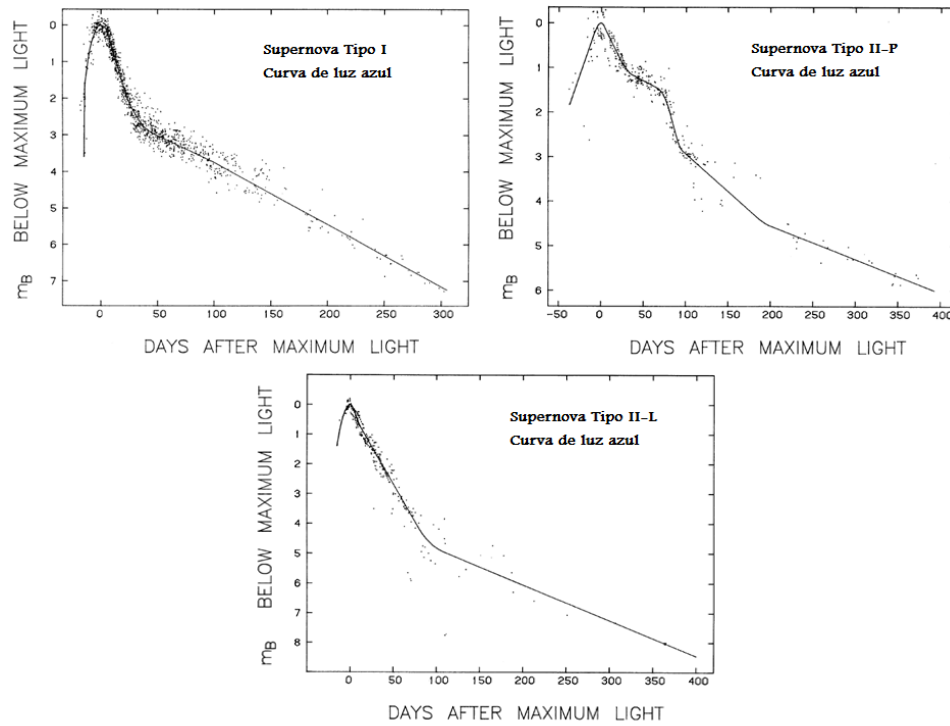 Supernova Tipo I
Curva de luz azul
m_B BELOW MAXIMUM LIGHT
0
1
2
3
4
5
6
7
0 50 100 150 200 250 300
DAYS AFTER MAXIMUM LIGHT
Supernova Tipo II-P
Curva de luz azul
m_B BELOW MAXIMUM LIGHT
0
1
2
3
4
5
6
-50 0 50 100 150 200 250 300 350 400
DAYS AFTER MAXIMUM LIGHT
Supernova Tipo II-L
Curva de luz azul
m_B BELOW MAXIMUM LIGHT
0
1
2
3
4
5
6
7
8
0 50 100 150 200 250 300 350 400
DAYS AFTER MAXIMUM LIGHT